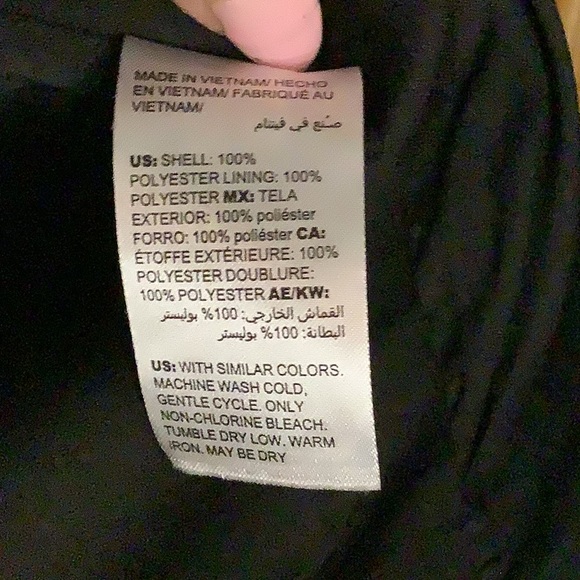 MADE IN VIETNAM/ HECHO
EN VIETNAM/ FABRIQUÉ AU
VIETNAM/
صنع في فيتنام
US: SHELL: 100%
POLYESTER LINING: 100%
POLYESTER MX: TELA
EXTERIOR: 100% poliéster
FORRO: 100% poliéster CA:
ÉTOFFE EXTÉRIEURE: 100%
POLYESTER DOUBLURE:
100% POLYESTER AE/KW:
القماش الخارجي: 100% بوليستر
البطانة: 100% بوليستر
US: WITH SIMILAR COLORS.
MACHINE WASH COLD,
GENTLE CYCLE. ONLY
NON-CHLORINE BLEACH.
TUMBLE DRY LOW. WARM
IRON. MAY BE DRY